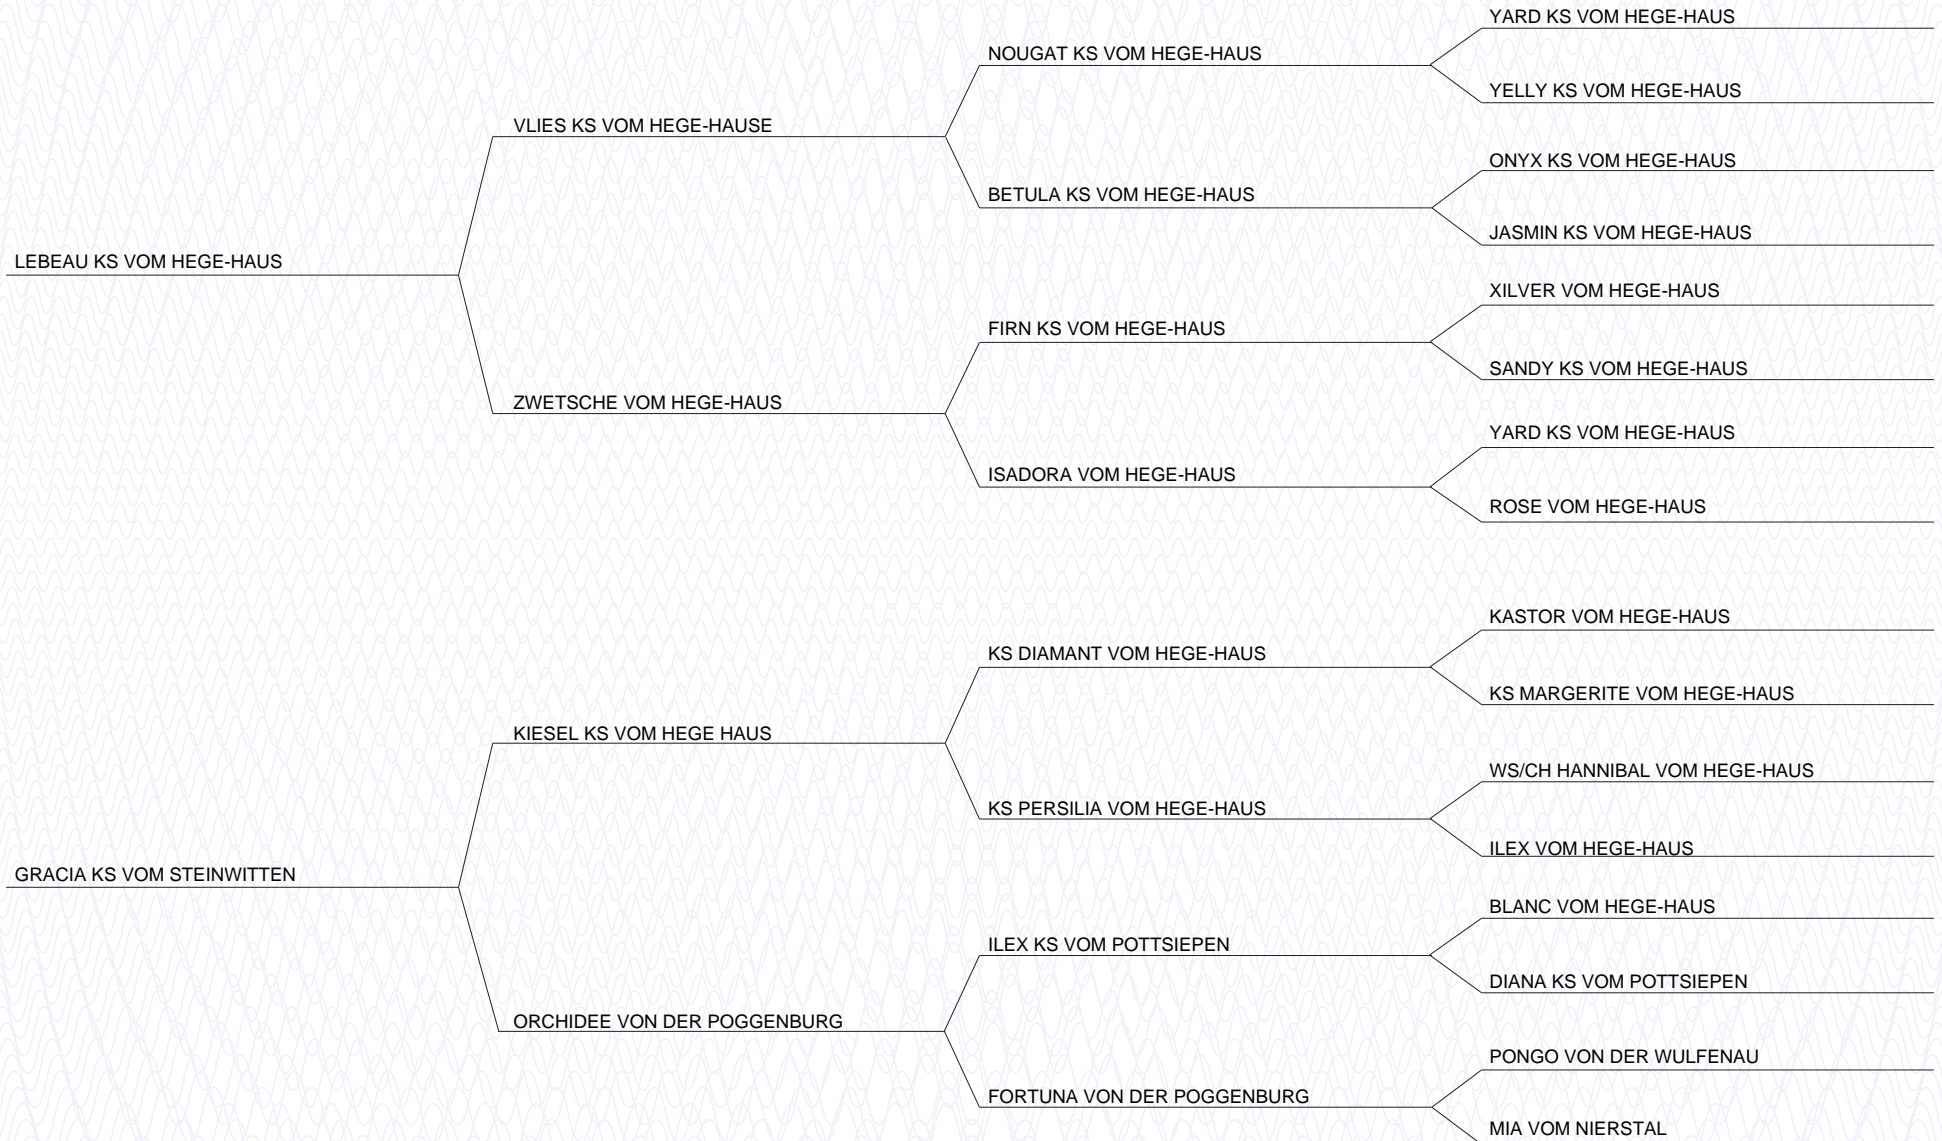 YARD KS VOM HEGE-HAUS
NOUGAT KS VOM HEGE-HAUS
YELLY KS VOM HEGE-HAUS
VLIES KS VOM HEGE-HAUSE
ONYX KS VOM HEGE-HAUS
BETULA KS VOM HEGE-HAUS
JASMIN KS VOM HEGE-HAUS
LEBEAU KS VOM HEGE-HAUS
XILVER VOM HEGE-HAUS
FIRN KS VOM HEGE-HAUS
SANDY KS VOM HEGE-HAUS
ZWETSCHE VOM HEGE-HAUS
YARD KS VOM HEGE-HAUS
ISADORA VOM HEGE-HAUS
ROSE VOM HEGE-HAUS
KASTOR VOM HEGE-HAUS
KS DIAMANT VOM HEGE-HAUS
KS MARGERITE VOM HEGE-HAUS
KIESEL KS VOM HEGE HAUS
WS/CH HANNIBAL VOM HEGE-HAUS
KS PERSILIA VOM HEGE-HAUS
ILEX VOM HEGE-HAUS
GRACIA KS VOM STEINWITTEN
BLANC VOM HEGE-HAUS
ILEX KS VOM POTTSIEPEN
DIANA KS VOM POTTSIEPEN
ORCHIDEE VON DER POGGENBURG
PONGO VON DER WULFENAU
FORTUNA VON DER POGGENBURG
MIA VOM NIERSTAL